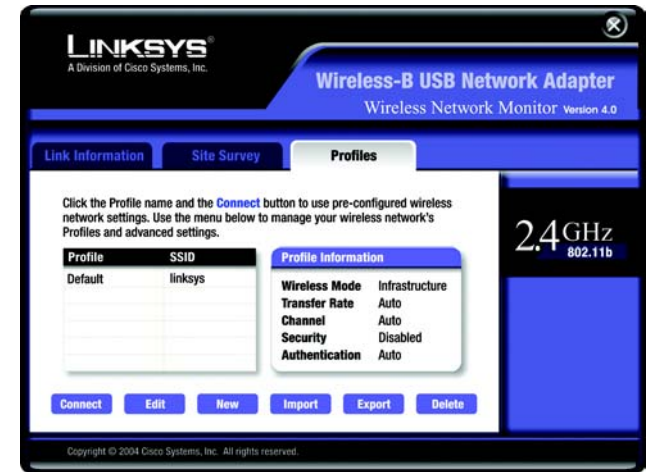 LINKSYS®
A Division of Cisco Systems, Inc.
Wireless-B USB Network Adapter
Wireless Network Monitor Version 4.0
Link Information Site Survey Profiles
Click the Profile name and the Connect button to use pre-configured wireless
network settings. Use the menu below to manage your wireless network's
Profiles and advanced settings.
2.4GHz
802.11b
Profile SSID
Default linksys
Profile Information
Wireless Mode Infrastructure
Transfer Rate Auto
Channel Auto
Security Disabled
Authentication Auto
Connect Edit New Import Export Delete
Copyright © 2004 Cisco Systems, Inc. All rights reserved.